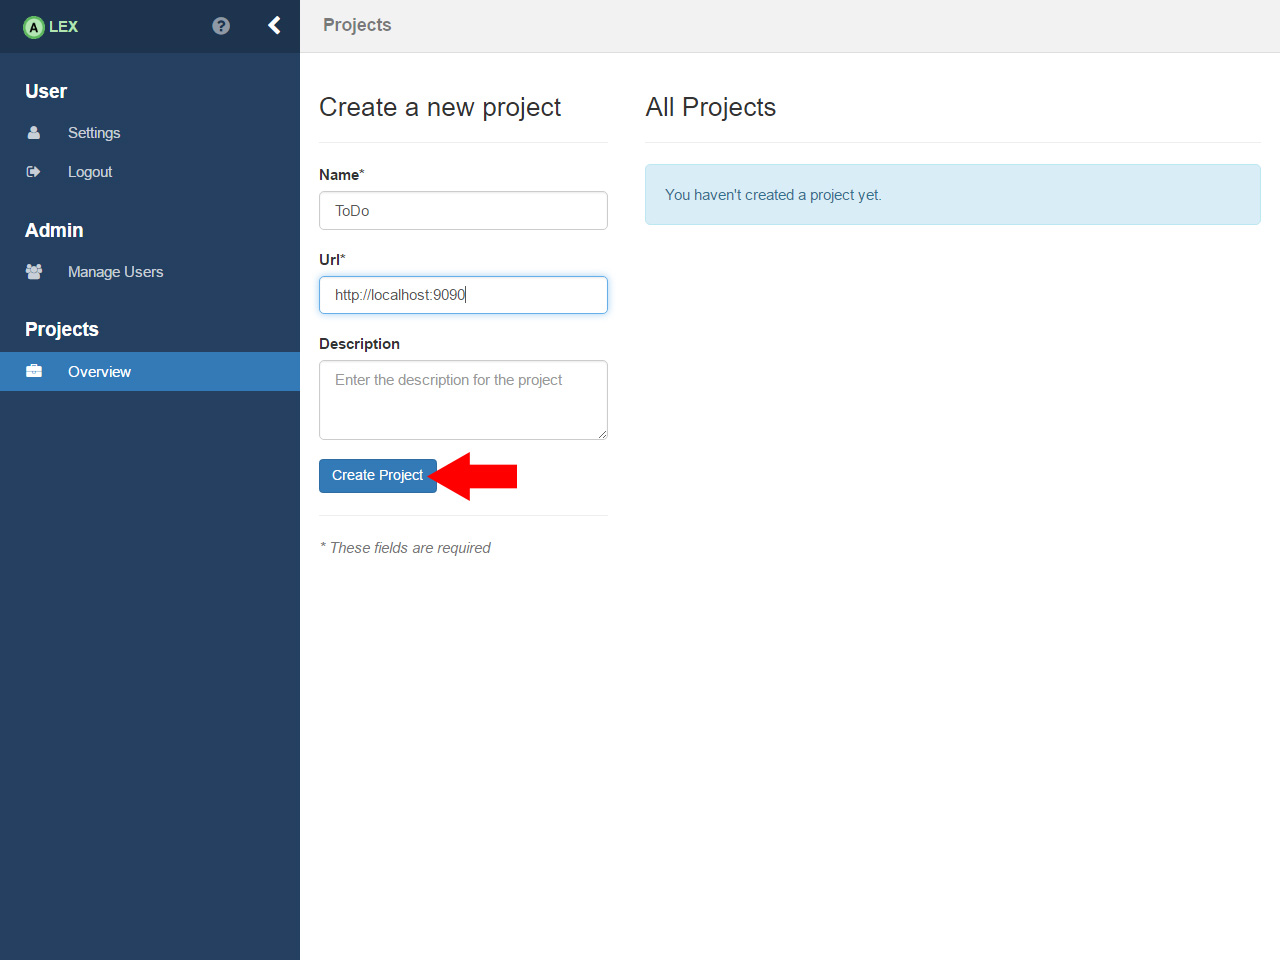 A LEX
?
Projects
User
Settings
Logout
Admin
Manage Users
Projects
Overview
Create a new project
Name*
ToDo
Url*
http://localhost:9090
Description
Enter the description for the project
Create Project
* These fields are required
All Projects
You haven't created a project yet.